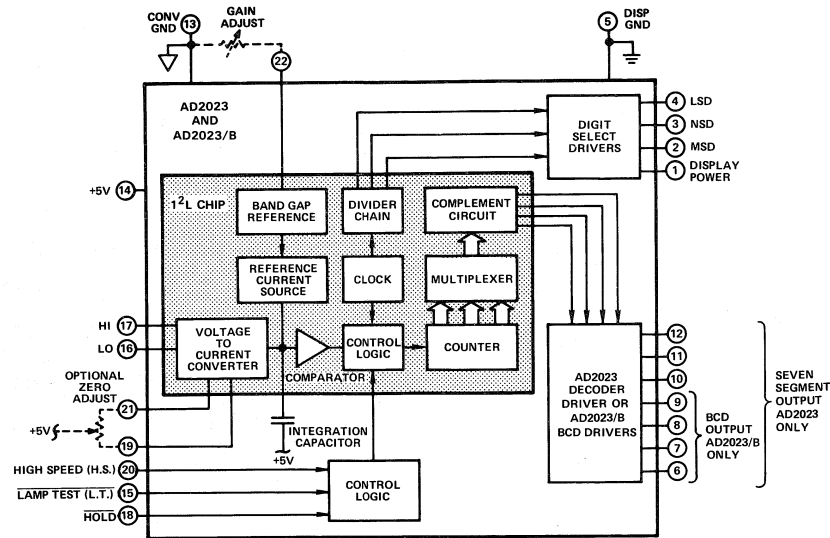 CONV
GND
13
GAIN
ADJUST
22
5
DISP
GND
AD2023
AND
AD2023/B
DIGIT
SELECT
DRIVERS
4 LSD
3 NSD
2 MSD
1 DISPLAY
POWER
+5V 14
1²L CHIP
BAND GAP
REFERENCE
DIVIDER
CHAIN
COMPLEMENT
CIRCUIT
REFERENCE
CURRENT
SOURCE
CLOCK
MULTIPLEXER
HI 17
LO 16
VOLTAGE
TO
CURRENT
CONVERTER
COMPARATOR
CONTROL
LOGIC
COUNTER
OPTIONAL
ZERO
ADJUST
21
+5V
19
INTEGRATION
CAPACITOR
+5V
HIGH SPEED (H.S.) 20
LAMP TEST (L.T.) 15
HOLD 18
CONTROL
LOGIC
AD2023
DECODER
DRIVER OR
AD2023/B
BCD DRIVERS
12
11
10
9
8
7
6
BCD
OUTPUT
AD2023/B
ONLY
SEVEN
SEGMENT
OUTPUT
AD2023
ONLY